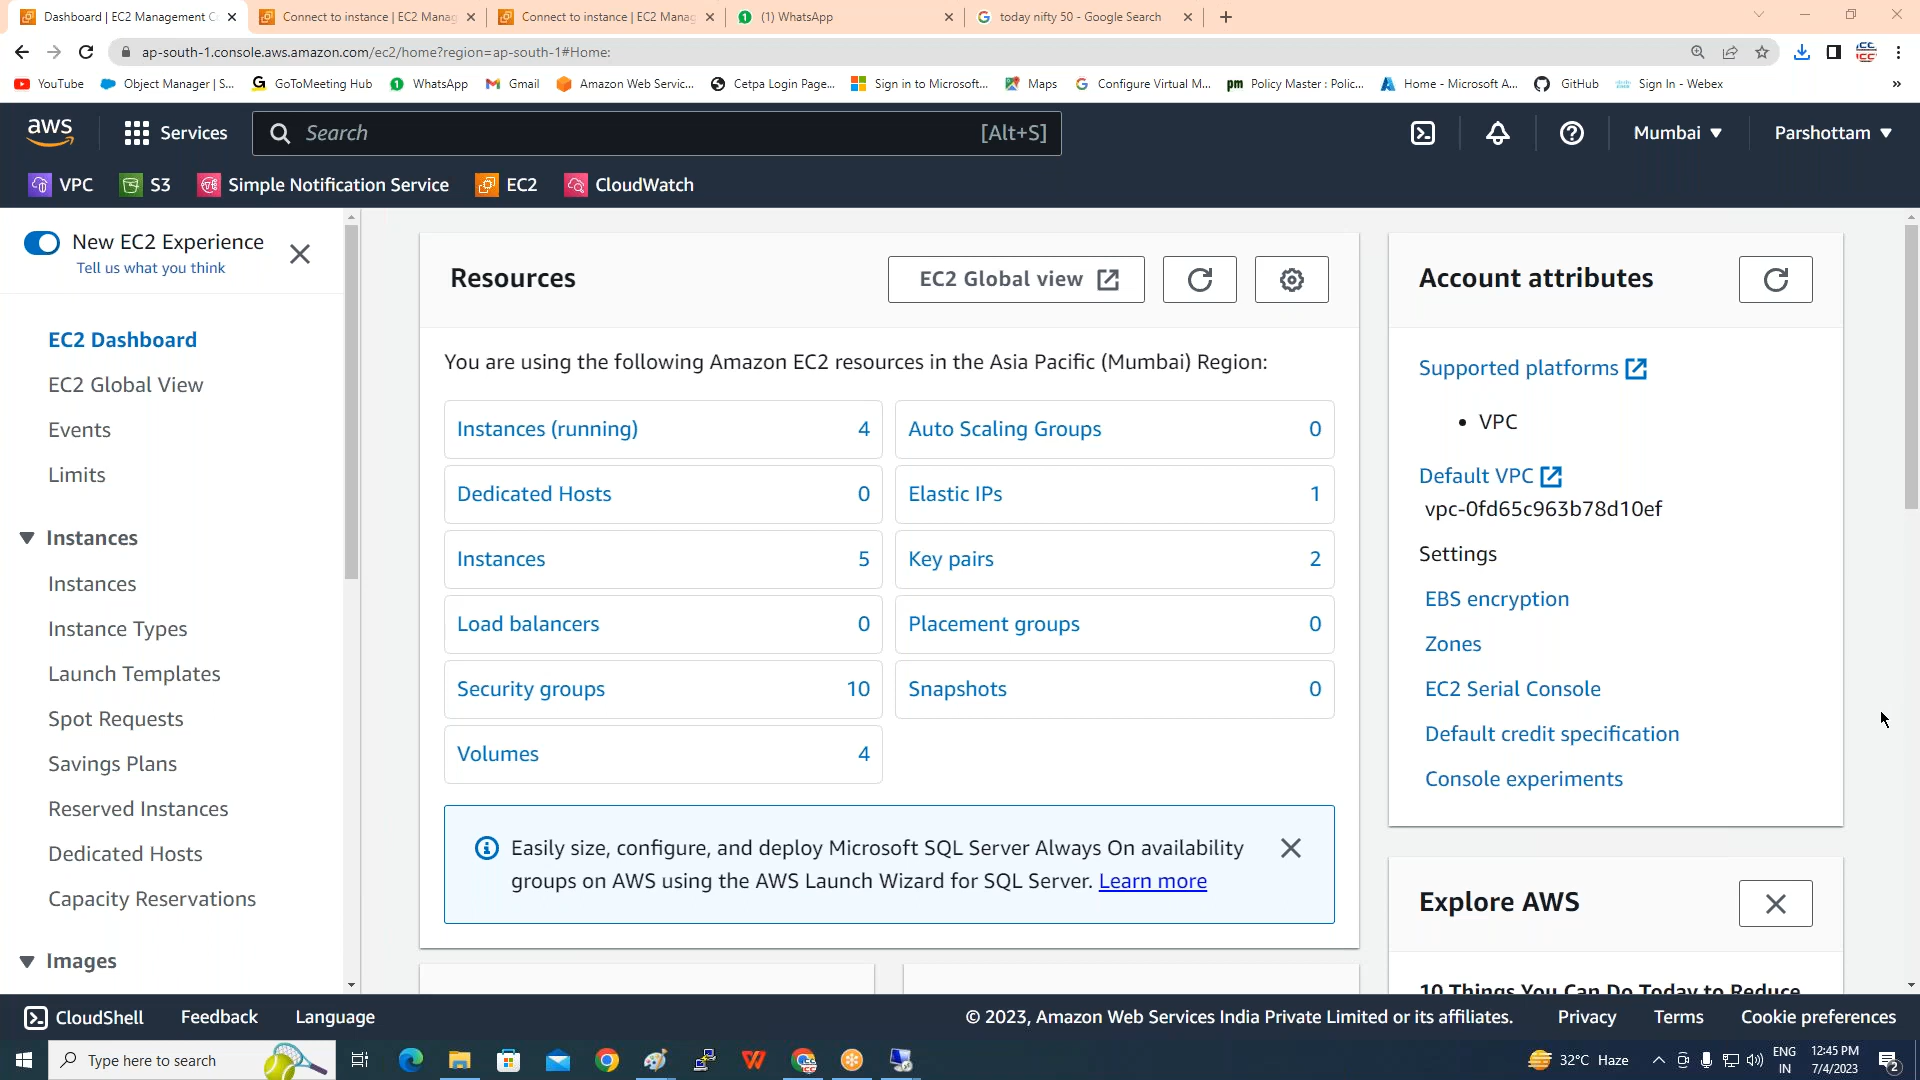 Dashboard | EC2 Management C
Connect to instance | EC2 Manag
Connect to instance | EC2 Manag
(1) WhatsApp
today nifty 50 - Google Search
ap-south-1.console.aws.amazon.com/ec2/home?region=ap-south-1#Home:
YouTube
Object Manager | S...
GoToMeeting Hub
WhatsApp
Gmail
Amazon Web Servic...
Cetpa Login Page...
Sign in to Microsoft...
Maps
Configure Virtual M...
pm Policy Master : Polic...
Home - Microsoft A...
GitHub
Sign In - Webex
»
aws
Services
Search [Alt+S]
Mumbai
Parshottam
VPC
S3
Simple Notification Service
EC2
CloudWatch
New EC2 Experience
Tell us what you think
EC2 Dashboard
EC2 Global View
Events
Limits
Instances
Instances
Instance Types
Launch Templates
Spot Requests
Savings Plans
Reserved Instances
Dedicated Hosts
Capacity Reservations
Images
Resources
EC2 Global view
You are using the following Amazon EC2 resources in the Asia Pacific (Mumbai) Region:
Instances (running) 4
Auto Scaling Groups 0
Dedicated Hosts 0
Elastic IPs 1
Instances 5
Key pairs 2
Load balancers 0
Placement groups 0
Security groups 10
Snapshots 0
Volumes 4
Easily size, configure, and deploy Microsoft SQL Server Always On availability
groups on AWS using the AWS Launch Wizard for SQL Server. Learn more
Account attributes
Supported platforms
• VPC
Default VPC
vpc-0fd65c963b78d10ef
Settings
EBS encryption
Zones
EC2 Serial Console
Default credit specification
Console experiments
Explore AWS
10 Things You Can Do Today to Reduce
CloudShell
Feedback
Language
© 2023, Amazon Web Services India Private Limited or its affiliates.
Privacy
Terms
Cookie preferences
Type here to search
32°C Haze
ENG
IN
12:45 PM
7/4/2023
2